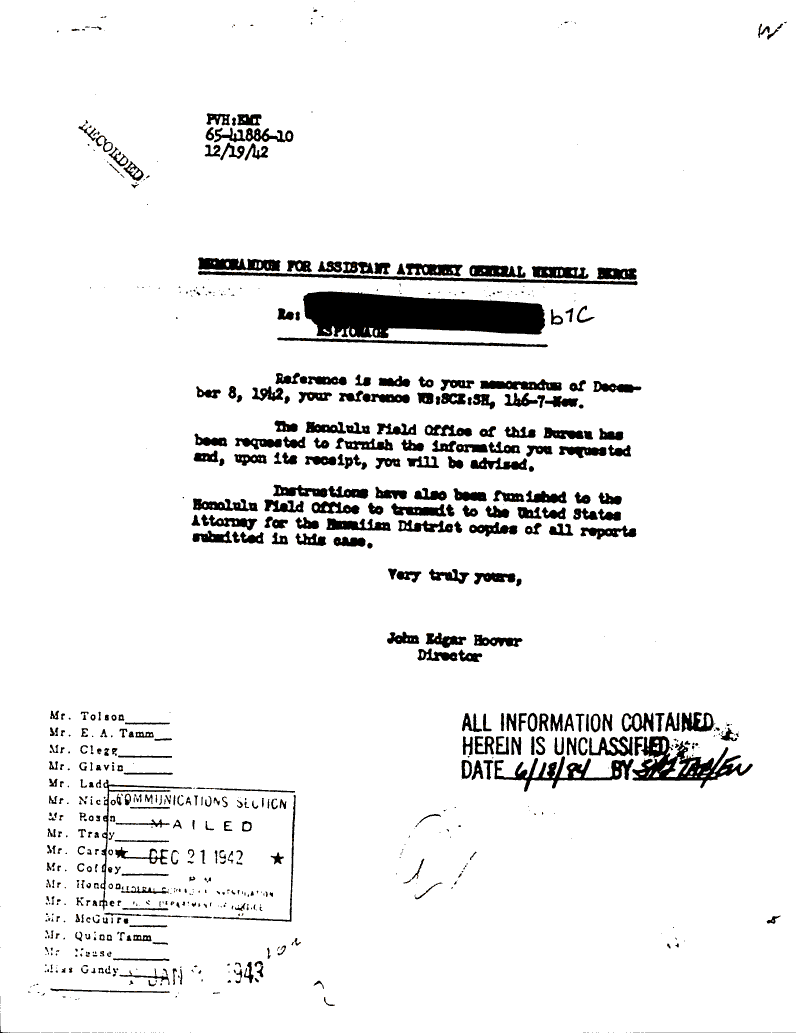 PVH:EMT
65-41886-10
12/19/42
RECORDED
MEMORANDUM FOR ASSISTANT ATTORNEY GENERAL WENDELL BERGE
Re:
b7C
ESPIONAGE
Reference is made to your memorandum of Decem-
ber 8, 1942, your reference WB:SCE:SH, 146-7-New.
The Honolulu Field Office of this Bureau has
been requested to furnish the information you requested
and, upon its receipt, you will be advised.
Instructions have also been furnished to the
Honolulu Field Office to transmit to the United States
Attorney for the Hawaiian District copies of all reports
submitted in this case.
Very truly yours,
John Edgar Hoover
Director
Mr. Tolson
Mr. E. A. Tamm
Mr. Clegg
Mr. Glavin
Mr. Ladd
Mr. Nichols
Mr Rosen
Mr. Tracy
Mr. Carson
Mr. Coffey
Mr. Hendon
Mr. Kramer
Mr. McGuire
Mr. Quinn Tamm
Mr Nease
Miss Gandy
COMMUNICATIONS SECTION
MAILED
★ DEC 21 1942 ★
P M
FEDERAL BUREAU OF INVESTIGATION
U. S. DEPARTMENT OF JUSTICE
JAN 1943
ALL INFORMATION CONTAINED
HEREIN IS UNCLASSIFIED
DATE 6/18/84 BY